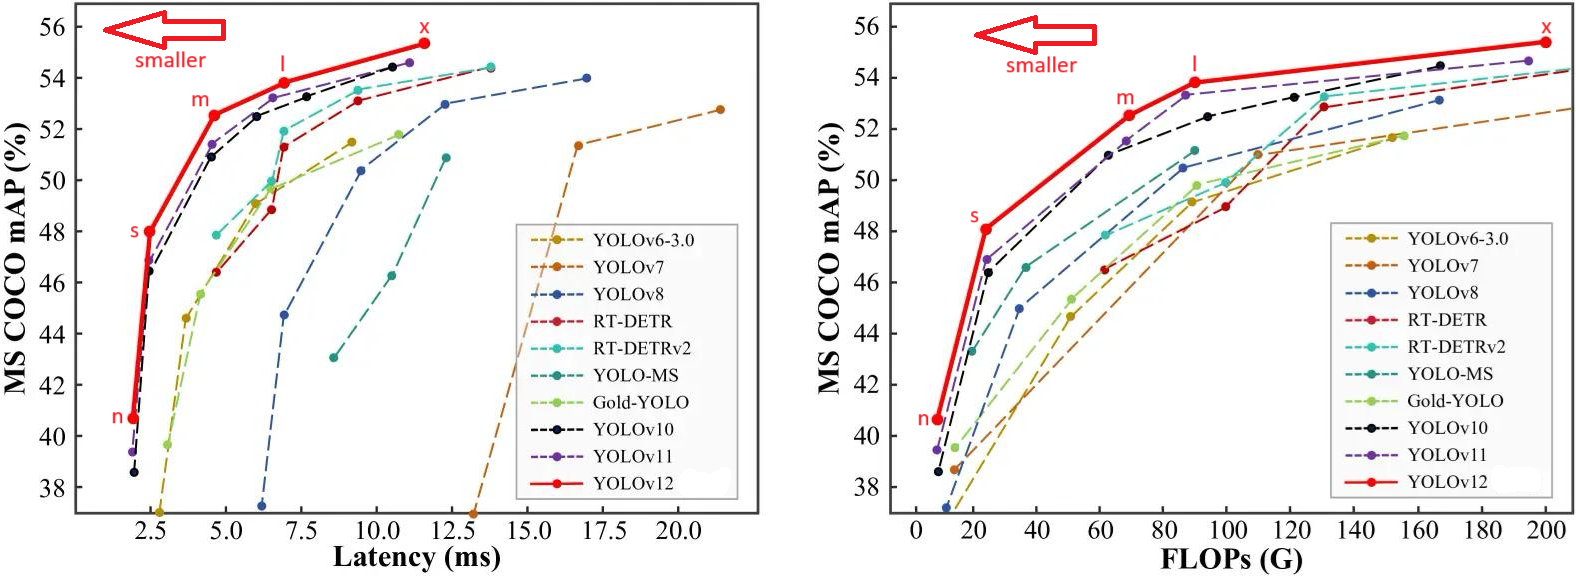 56
54
52
50
48
46
44
42
40
38
MS COCO mAP (%)
smaller
n
s
m
l
x
YOLOv6-3.0
YOLOv7
YOLOv8
RT-DETR
RT-DETRv2
YOLO-MS
Gold-YOLO
YOLOv10
YOLOv11
YOLOv12
2.5 5.0 7.5 10.0 12.5 15.0 17.5 20.0
Latency (ms)
56
54
52
50
48
46
44
42
40
38
MS COCO mAP (%)
smaller
n
s
m
l
x
YOLOv6-3.0
YOLOv7
YOLOv8
RT-DETR
RT-DETRv2
YOLO-MS
Gold-YOLO
YOLOv10
YOLOv11
YOLOv12
0 20 40 60 80 100 120 140 160 180 200
FLOPs (G)